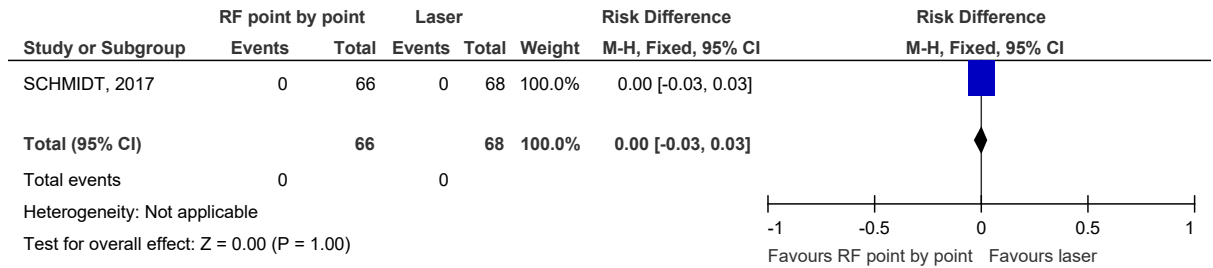 RF point by point Laser Risk Difference Risk Difference
Study or Subgroup Events Total Events Total Weight M-H, Fixed, 95% CI M-H, Fixed, 95% CI
SCHMIDT, 2017 0 66 0 68 100.0% 0.00 [-0.03, 0.03]
Total (95% CI) 66 68 100.0% 0.00 [-0.03, 0.03]
Total events 0 0
Heterogeneity: Not applicable
Test for overall effect: Z = 0.00 (P = 1.00)
-1 -0.5 0 0.5 1
Favours RF point by point Favours laser